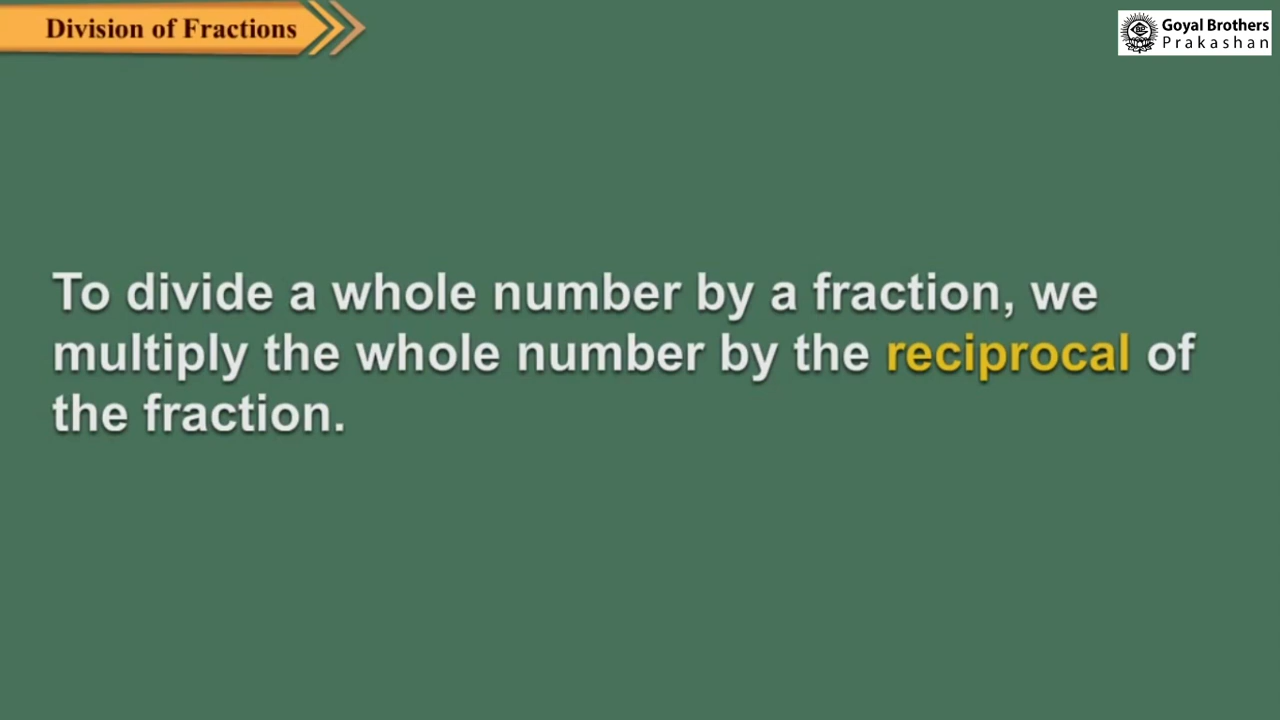 Division of Fractions
Goyal Brothers
Prakashan
To divide a whole number by a fraction, we
multiply the whole number by the reciprocal of
the fraction.